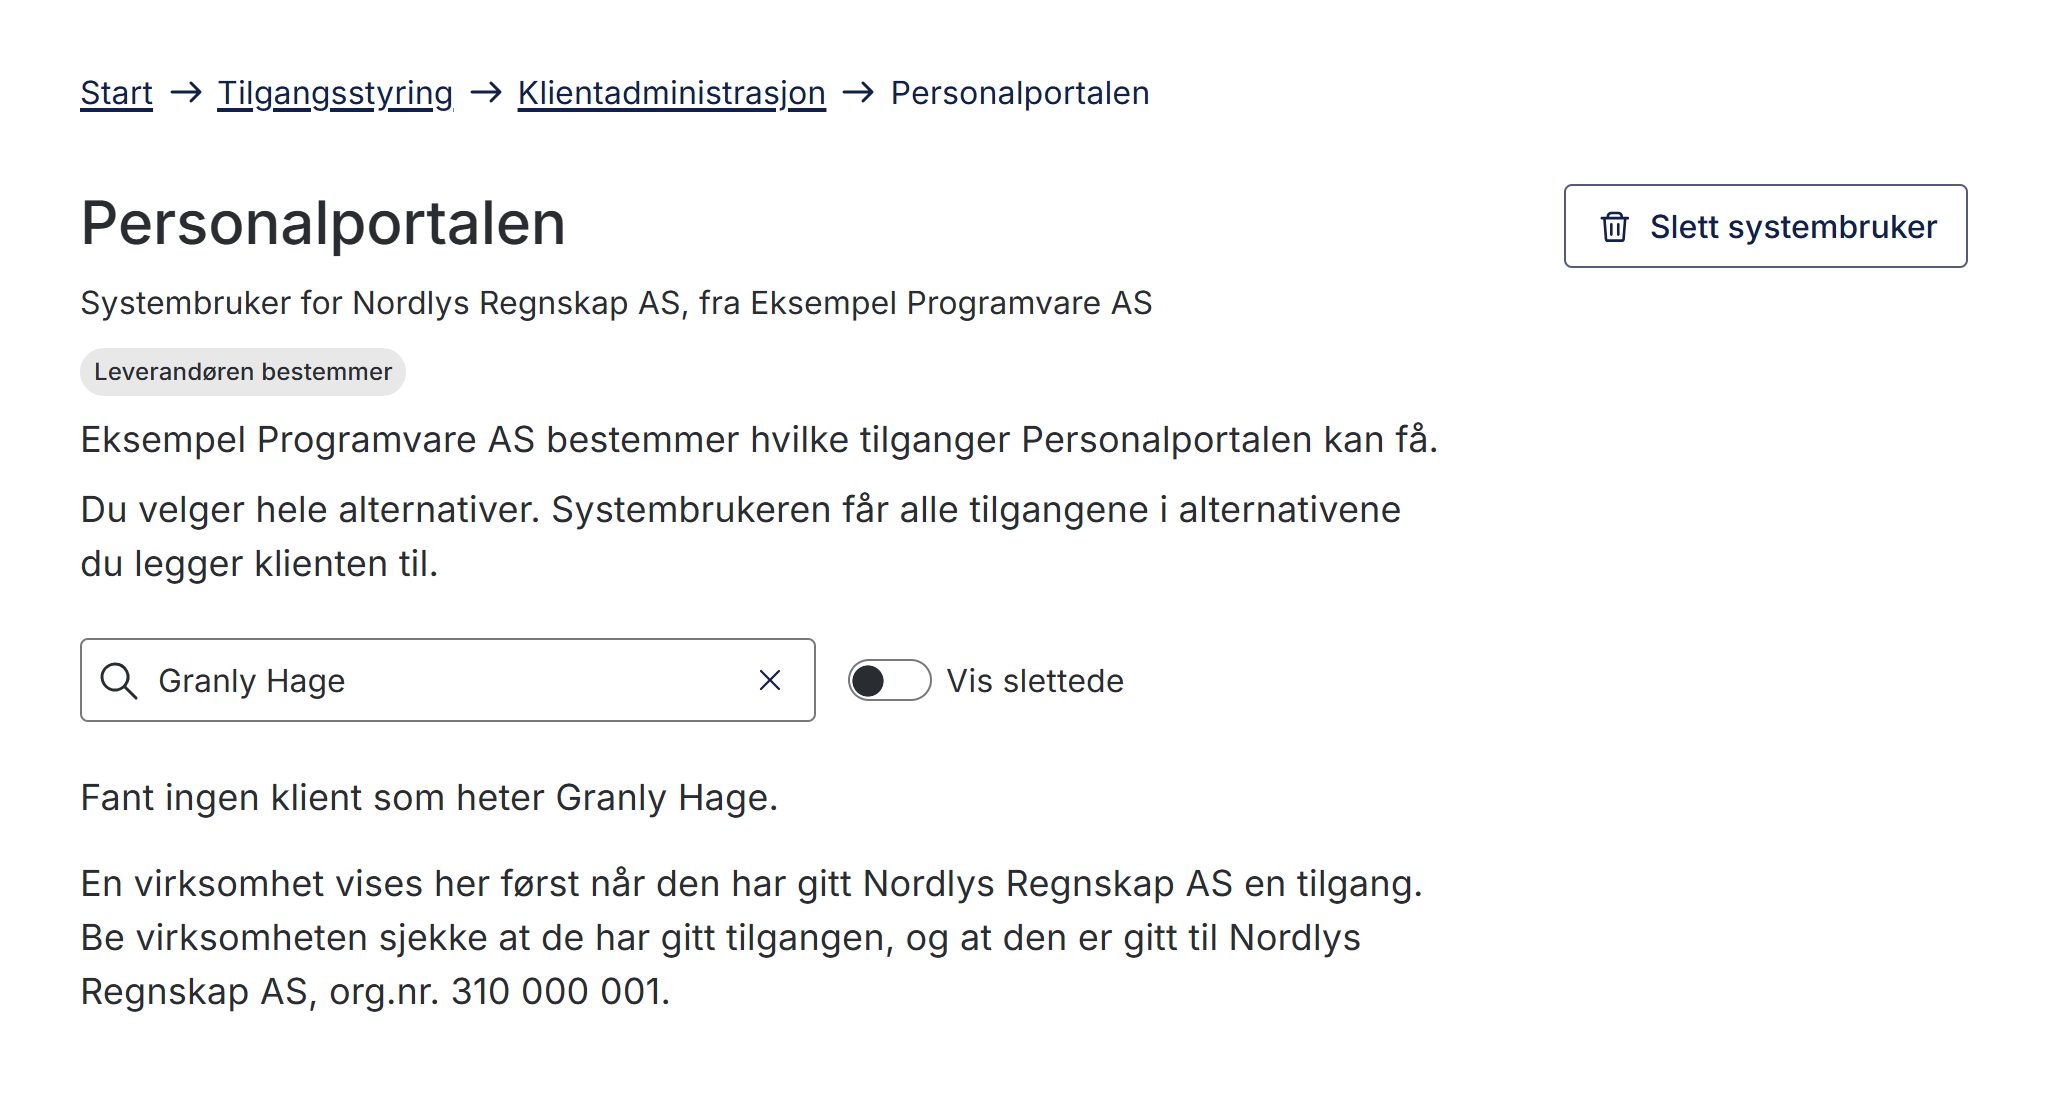 Start → Tilgangsstyring → Klientadministrasjon → Personalportalen
Personalportalen
Slett systembruker
Systembruker for Nordlys Regnskap AS, fra Eksempel Programvare AS
Leverandøren bestemmer
Eksempel Programvare AS bestemmer hvilke tilganger Personalportalen kan få.
Du velger hele alternativer. Systembrukeren får alle tilgangene i alternativene
du legger klienten til.
Granly Hage
Vis slettede
Fant ingen klient som heter Granly Hage.
En virksomhet vises her først når den har gitt Nordlys Regnskap AS en tilgang.
Be virksomheten sjekke at de har gitt tilgangen, og at den er gitt til Nordlys
Regnskap AS, org.nr. 310 000 001.